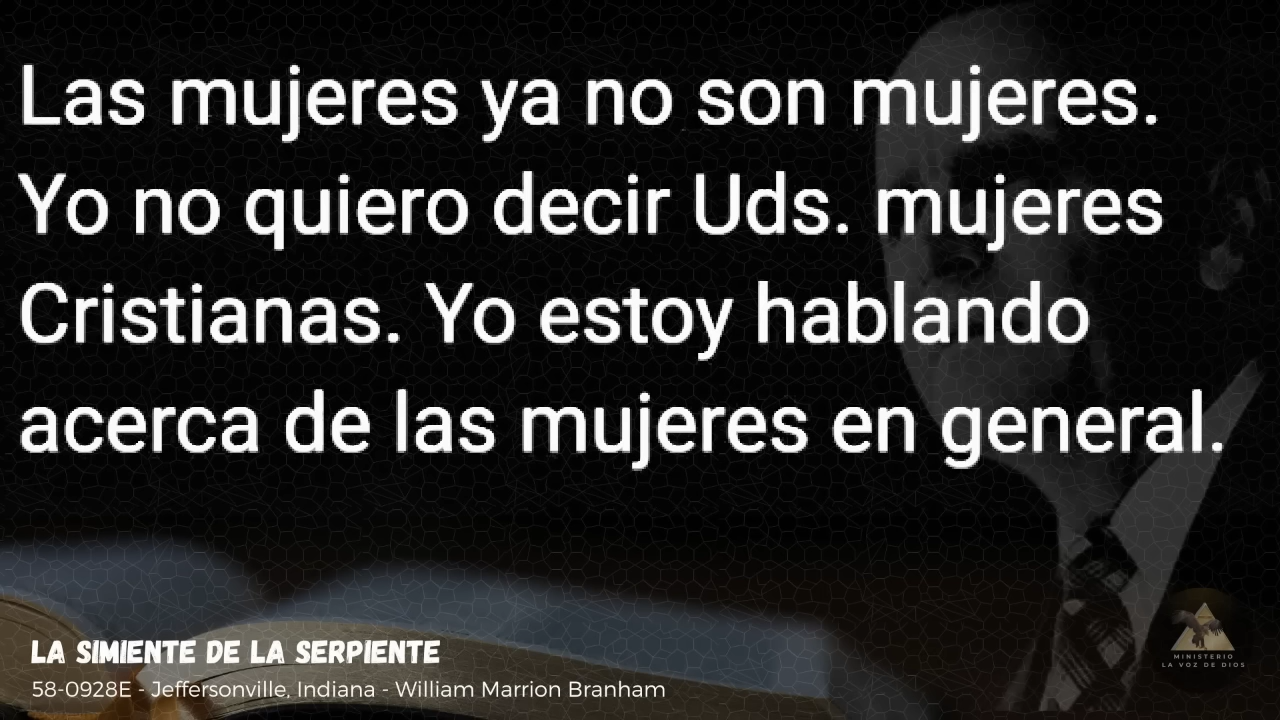 Las mujeres ya no son mujeres.
Yo no quiero decir Uds. mujeres
Cristianas. Yo estoy hablando
acerca de las mujeres en general.
LA SIMIENTE DE LA SERPIENTE
58-0928E - Jeffersonville, Indiana - William Marrion Branham
MINISTERIO
LA VOZ DE DIOS